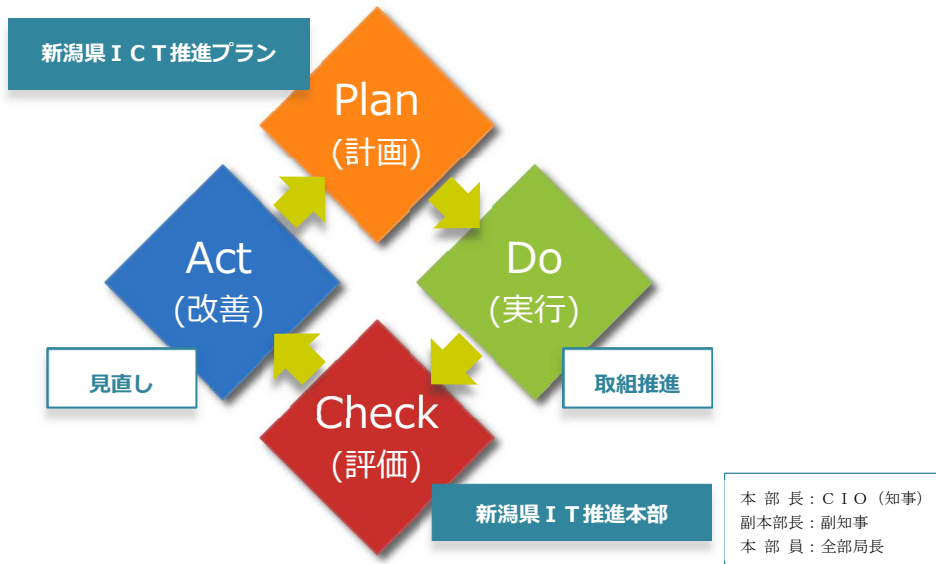 新潟県ＩＣＴ推進プラン
Plan
(計画)
Act
(改善)
Do
(実行)
見直し
取組推進
Check
(評価)
新潟県ＩＴ推進本部
本 部 長：ＣＩＯ（知事）
副本部長：副知事
本 部 員：全部局長